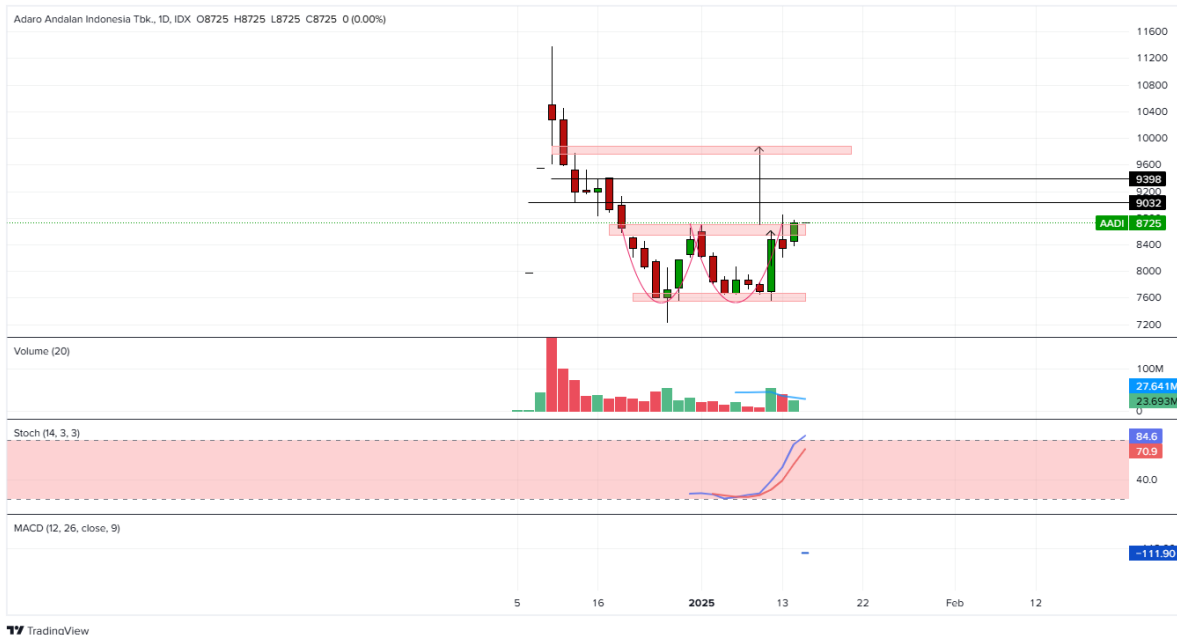 Adaro Andalan Indonesia Tbk., 1D, IDX O8725 H8725 L8725 C8725 0 (0.00%)
11600
11200
10800
10400
10000
9600
9398
9200
9032
AADI 8725
8400
8000
7600
7200
Volume (20)
100M
27.641M
23.693M
0
Stoch (14, 3, 3)
84.6
70.9
40.0
MACD (12, 26, close, 9)
−111.90
5 16 2025 13 22 Feb 12
TradingView